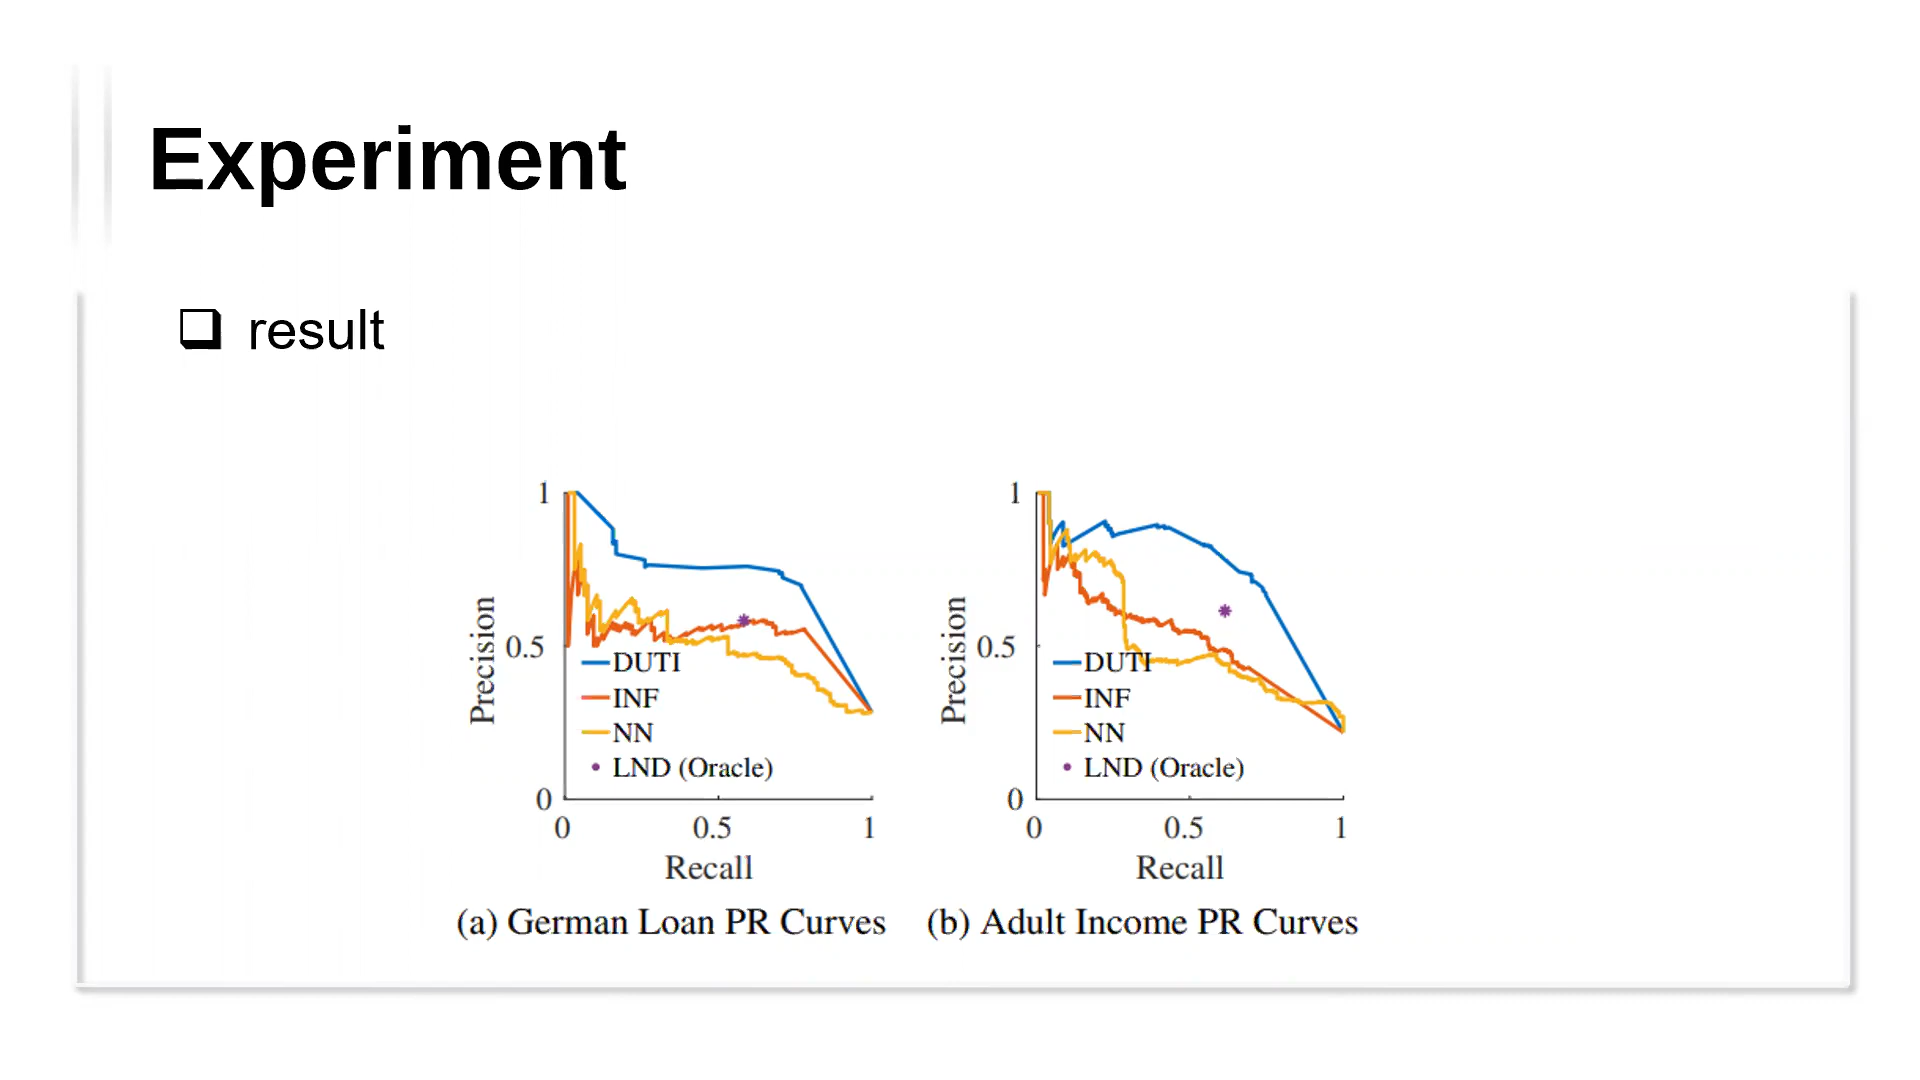 Experiment
❑ result
1
0.5
0
Precision
DUTI
INF
NN
LND (Oracle)
0 0.5 1
Recall
(a) German Loan PR Curves
1
0.5
0
Precision
DUTI
INF
NN
LND (Oracle)
0 0.5 1
Recall
(b) Adult Income PR Curves